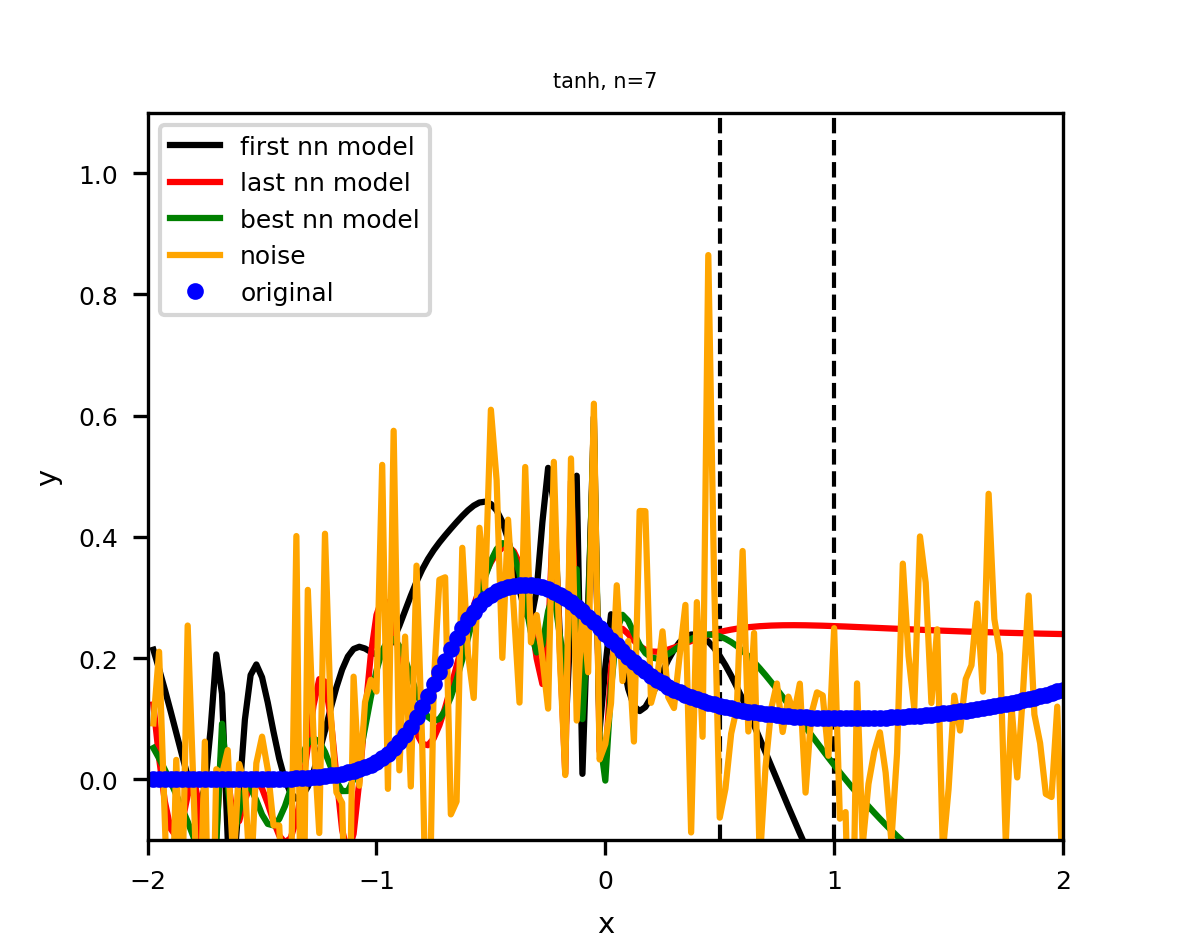 tanh, n=7
first nn model
last nn model
best nn model
noise
original
1.0
0.8
0.6
0.4
0.2
0.0
y
−2
−1
0
1
2
x